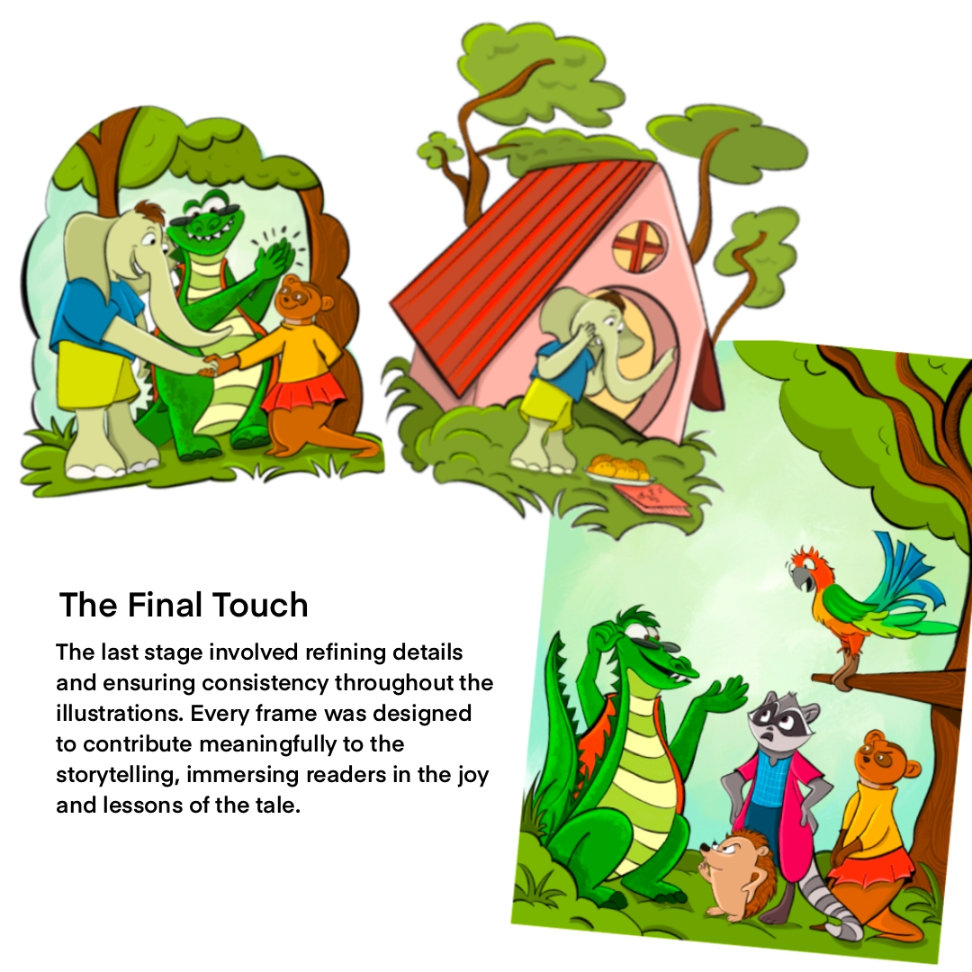 The Final Touch
The last stage involved refining details
and ensuring consistency throughout the
illustrations. Every frame was designed
to contribute meaningfully to the
storytelling, immersing readers in the joy
and lessons of the tale.